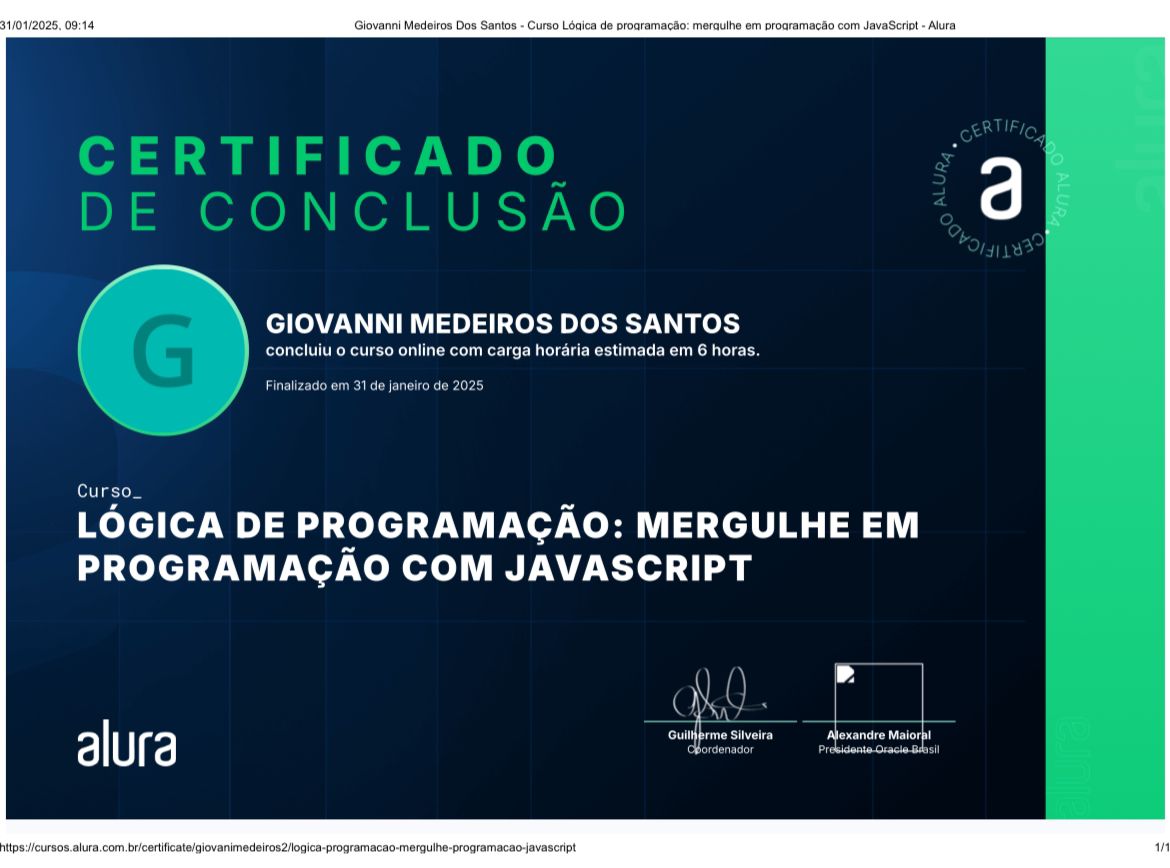 31/01/2025, 09:14
Giovanni Medeiros Dos Santos - Curso Lógica de programação: mergulhe em programação com JavaScript - Alura
CERTIFICADO
DE CONCLUSÃO
CERTIFICADO ALURA • CERTIFICADO ALURA •
a
alura
G
GIOVANNI MEDEIROS DOS SANTOS
concluiu o curso online com carga horária estimada em 6 horas.
Finalizado em 31 de janeiro de 2025
Curso_
LÓGICA DE PROGRAMAÇÃO: MERGULHE EM
PROGRAMAÇÃO COM JAVASCRIPT
alura
Guilherme Silveira
Coordenador
Alexandre Maioral
Presidente Oracle Brasil
alura
https://cursos.alura.com.br/certificate/giovanimedeiros2/logica-programacao-mergulhe-programacao-javascript
1/1